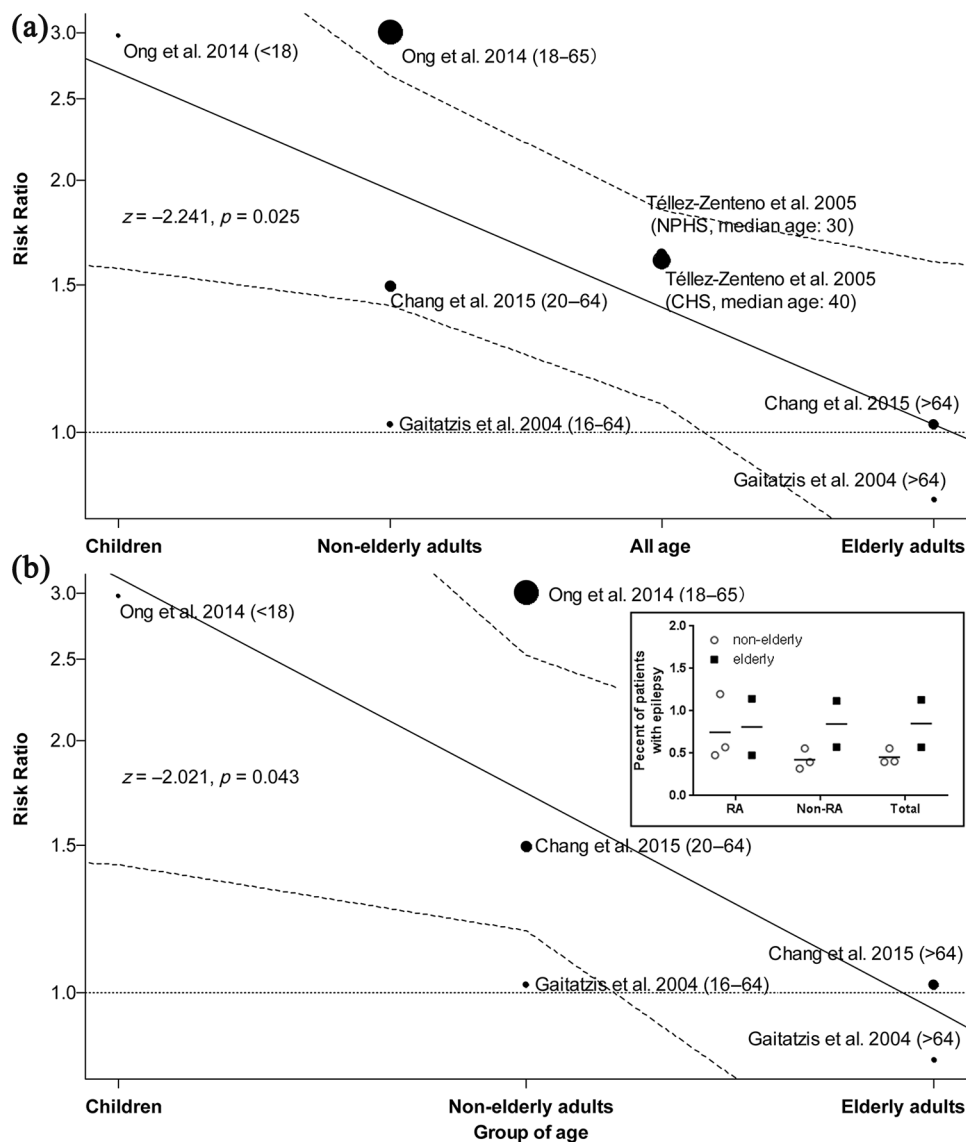 (a)
3.0
2.5
2.0
1.5
1.0
Risk Ratio
Ong et al. 2014 (<18)
Ong et al. 2014 (18–65)
z = –2.241, p = 0.025
Téllez-Zenteno et al. 2005
(NPHS, median age: 30)
Téllez-Zenteno et al. 2005
(CHS, median age: 40)
Chang et al. 2015 (20–64)
Chang et al. 2015 (>64)
Gaitatzis et al. 2004 (16–64)
Gaitatzis et al. 2004 (>64)
Children Non-elderly adults All age Elderly adults
(b)
3.0
2.5
2.0
1.5
1.0
Risk Ratio
Ong et al. 2014 (<18)
Ong et al. 2014 (18–65)
z = –2.021, p = 0.043
Pecent of patients
with epilepsy
2.0
1.5
1.0
0.5
0.0
non-elderly
elderly
RA Non-RA Total
Chang et al. 2015 (20–64)
Chang et al. 2015 (>64)
Gaitatzis et al. 2004 (16–64)
Gaitatzis et al. 2004 (>64)
Children Non-elderly adults Elderly adults
Group of age